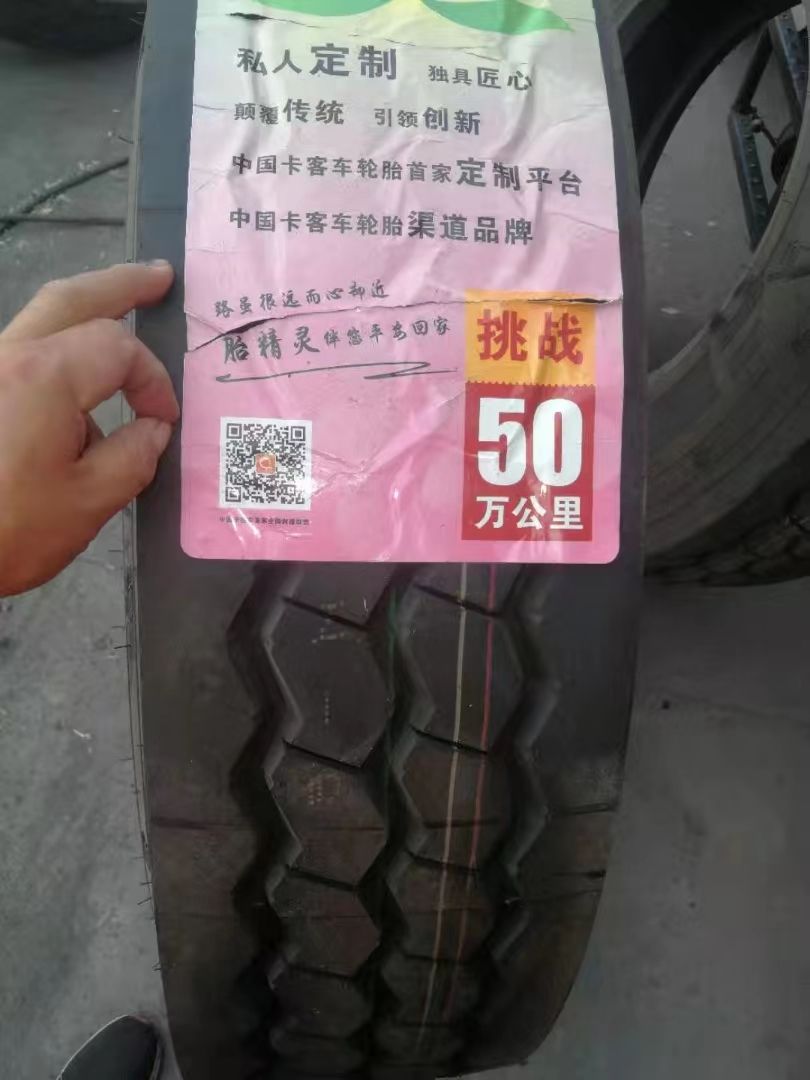 私人定制 独具匠心
颠覆传统 引领创新
中国卡客车轮胎首家定制平台
中国卡客车轮胎渠道品牌
路虽很远而心却近
胎精灵伴您平安回家
挑战
50
万公里